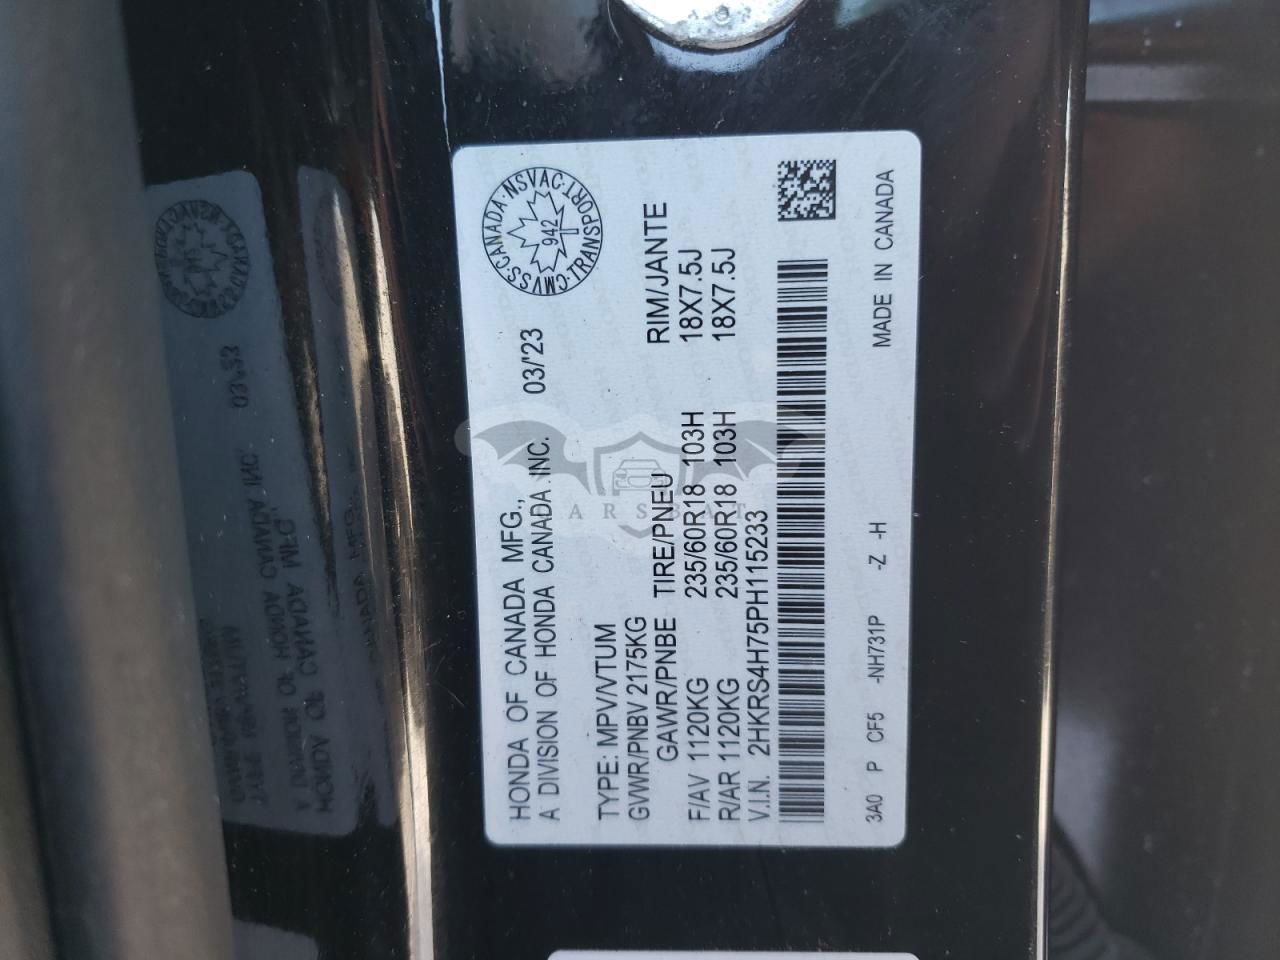 HONDA OF CANADA MFG.,
A DIVISION OF HONDA CANADA INC. 03/'23
CMVSS·CANADA·NSVAC·TRANSPORT·
942
TYPE: MPV/VTUM
GVWR/PNBV 2175KG
GAWR/PNBE TIRE/PNEU RIM/JANTE
F/AV 1120KG 235/60R18 103H 18X7.5J
R/AR 1120KG 235/60R18 103H 18X7.5J
V.I.N. 2HKRS4H75PH115233
3A0 P CF5 -NH731P -Z -H MADE IN CANADA
ARSBAT